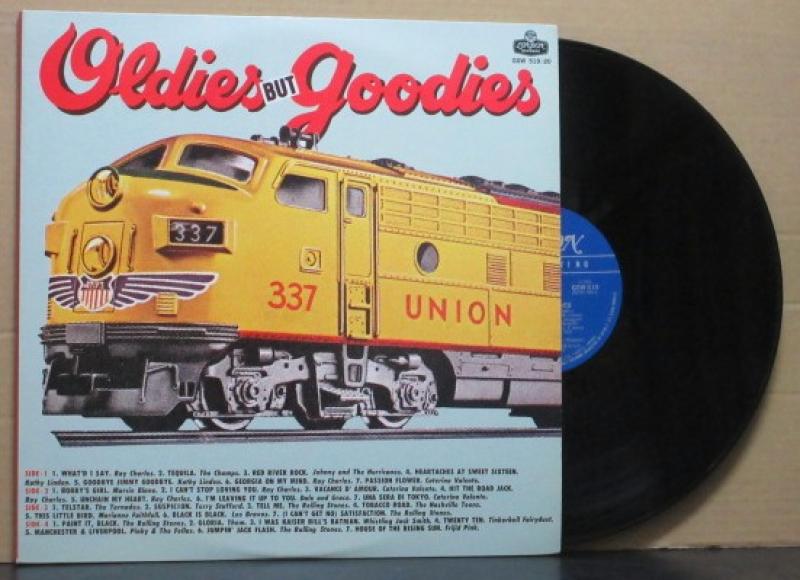 Oldies BUT Goodies
LONDON
GSW 519-20
337
337 UNION
SIDE·1 1. WHAT'D I SAY. Ray Charles. 2. TEQUILA. The Champs. 3. RED RIVER ROCK. Johnny and The Hurricanes. 4. HEARTACHES AT SWEET SIXTEEN.
Kathy Linden. 5. GOODBYE JIMMY GOODBYE. Kathy Linden. 6. GEORGIA ON MY MIND. Ray Charles. 7. PASSION FLOWER. Caterina Valente.
SIDE·2 1. BOBBY'S GIRL. Marcie Blane. 2. I CAN'T STOP LOVING YOU. Ray Charles. 3. VACANCE D' AMOUR. Caterina Valente. 4. HIT THE ROAD JACK.
Ray Charles. 5. UNCHAIN MY HEART. Ray Charles. 6. I'M LEAVING IT UP TO YOU. Dale and Grace. 7. UNA SERA DI TOKYO. Caterina Valente.
SIDE·3 1. TELSTAR. The Tornados. 2. SUSPICION. Terry Stafford. 3. TELL ME. The Rolling Stones. 4. TOBACCO ROAD. The Nashville Teens.
5. THIS LITTLE BIRD. Marianne Faithfull. 6. BLACK IS BLACK. Los Bravos. 7. (I CAN'T GET NO) SATISFACTION. The Rolling Stones.
SIDE·4 1. PAINT IT, BLACK. The Rolling Stones. 2. GLORIA. Them. 3. I WAS KAISER BILL'S BATMAN. Whistling Jack Smith. 4. TWENTY TEN. Tinkerbell Fairydust.
5. MANCHESTER & LIVERPOOL. Pinky & The Fellas. 6. JUMPIN' JACK FLASH. The Rolling Stones. 7. HOUSE OF THE RISING SUN. Frijid Pink.
GSW 519